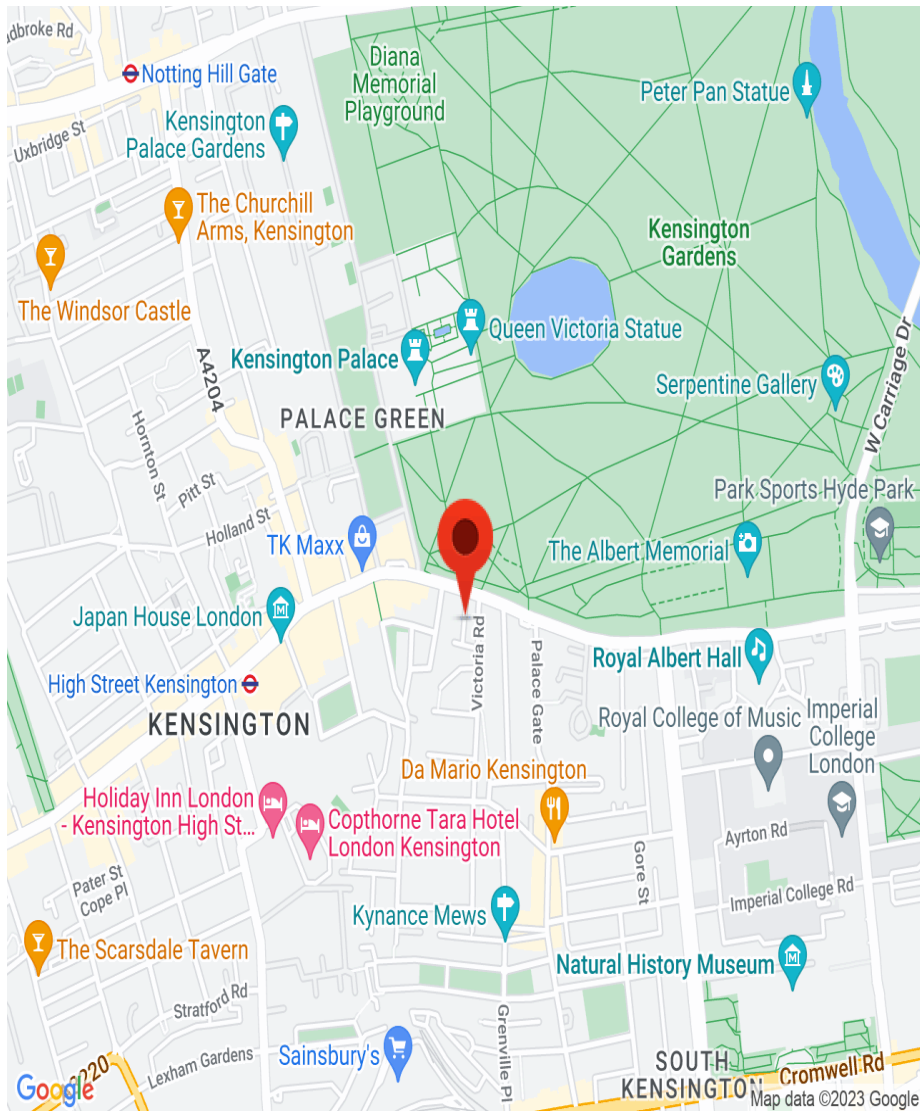 dbroke Rd
Notting Hill Gate
Diana
Memorial
Playground
Peter Pan Statue
Uxbridge St
Kensington
Palace Gardens
The Churchill
Arms, Kensington
Kensington
Gardens
The Windsor Castle
Queen Victoria Statue
Kensington Palace
A4204
W Carriage Dr
Serpentine Gallery
PALACE GREEN
Hornton St
Pitt St
Park Sports Hyde Park
Holland St
TK Maxx
The Albert Memorial
Japan House London
Victoria Rd
Palace Gate
Royal Albert Hall
High Street Kensington
KENSINGTON
Royal College of Music
Imperial
College
London
Da Mario Kensington
Holiday Inn London
- Kensington High St...
Copthorne Tara Hotel
London Kensington
Ayrton Rd
Gore St
Pater St
Cope Pl
Imperial College Rd
Kynance Mews
The Scarsdale Tavern
Natural History Museum
Stratford Rd
Grenville Pl
Lexham Gardens
Sainsbury's
SOUTH
KENSINGTON
Cromwell Rd
Google
220
Map data ©2023 Google